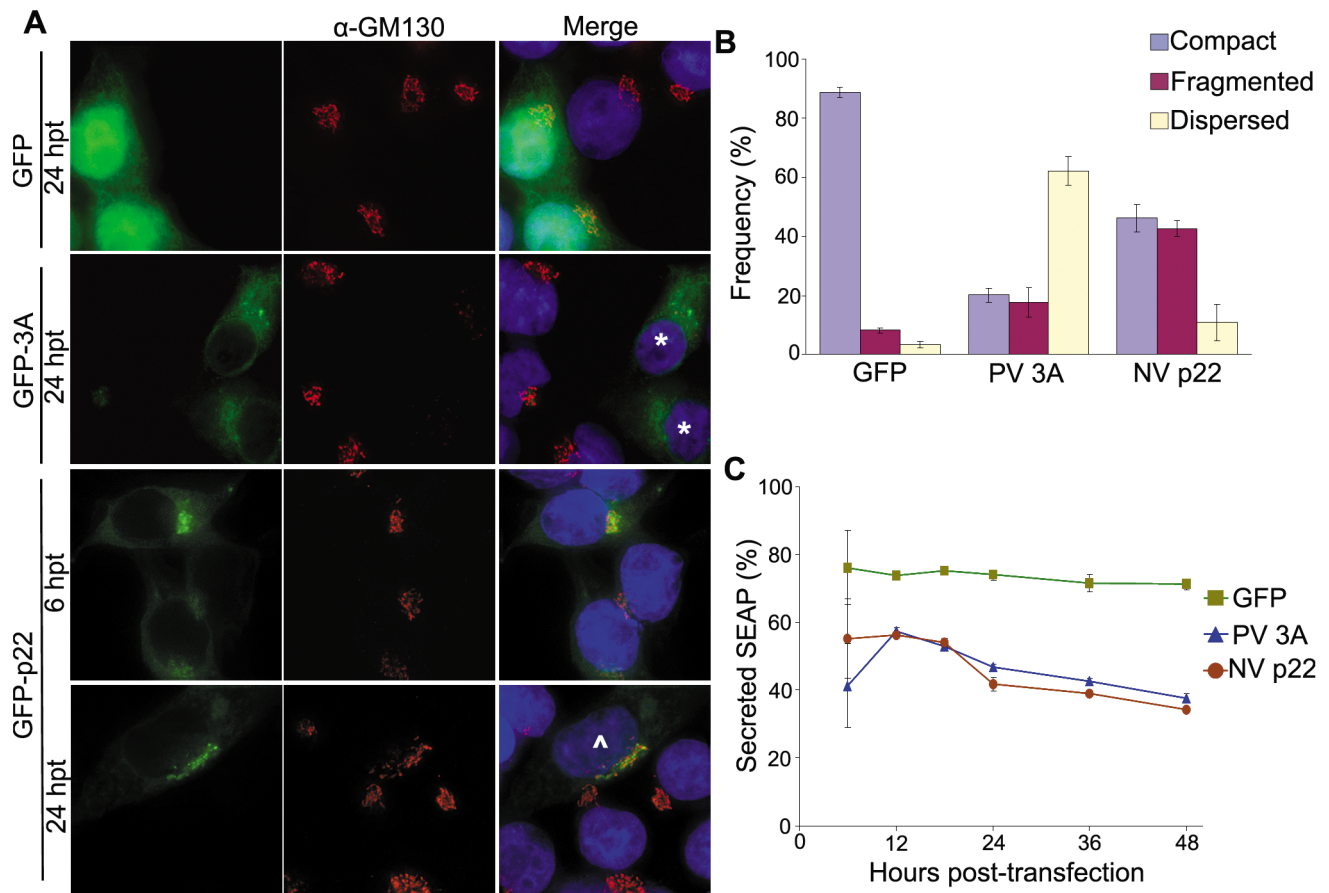 A
α-GM130
Merge
GFP
24 hpt
GFP-3A
24 hpt
GFP-p22
6 hpt
24 hpt
*
*
^
B
Compact
Fragmented
Dispersed
Frequency (%)
100
80
60
40
20
0
GFP
PV 3A
NV p22
C
Secreted SEAP (%)
100
80
60
40
20
0
0
12
24
36
48
Hours post-transfection
GFP
PV 3A
NV p22